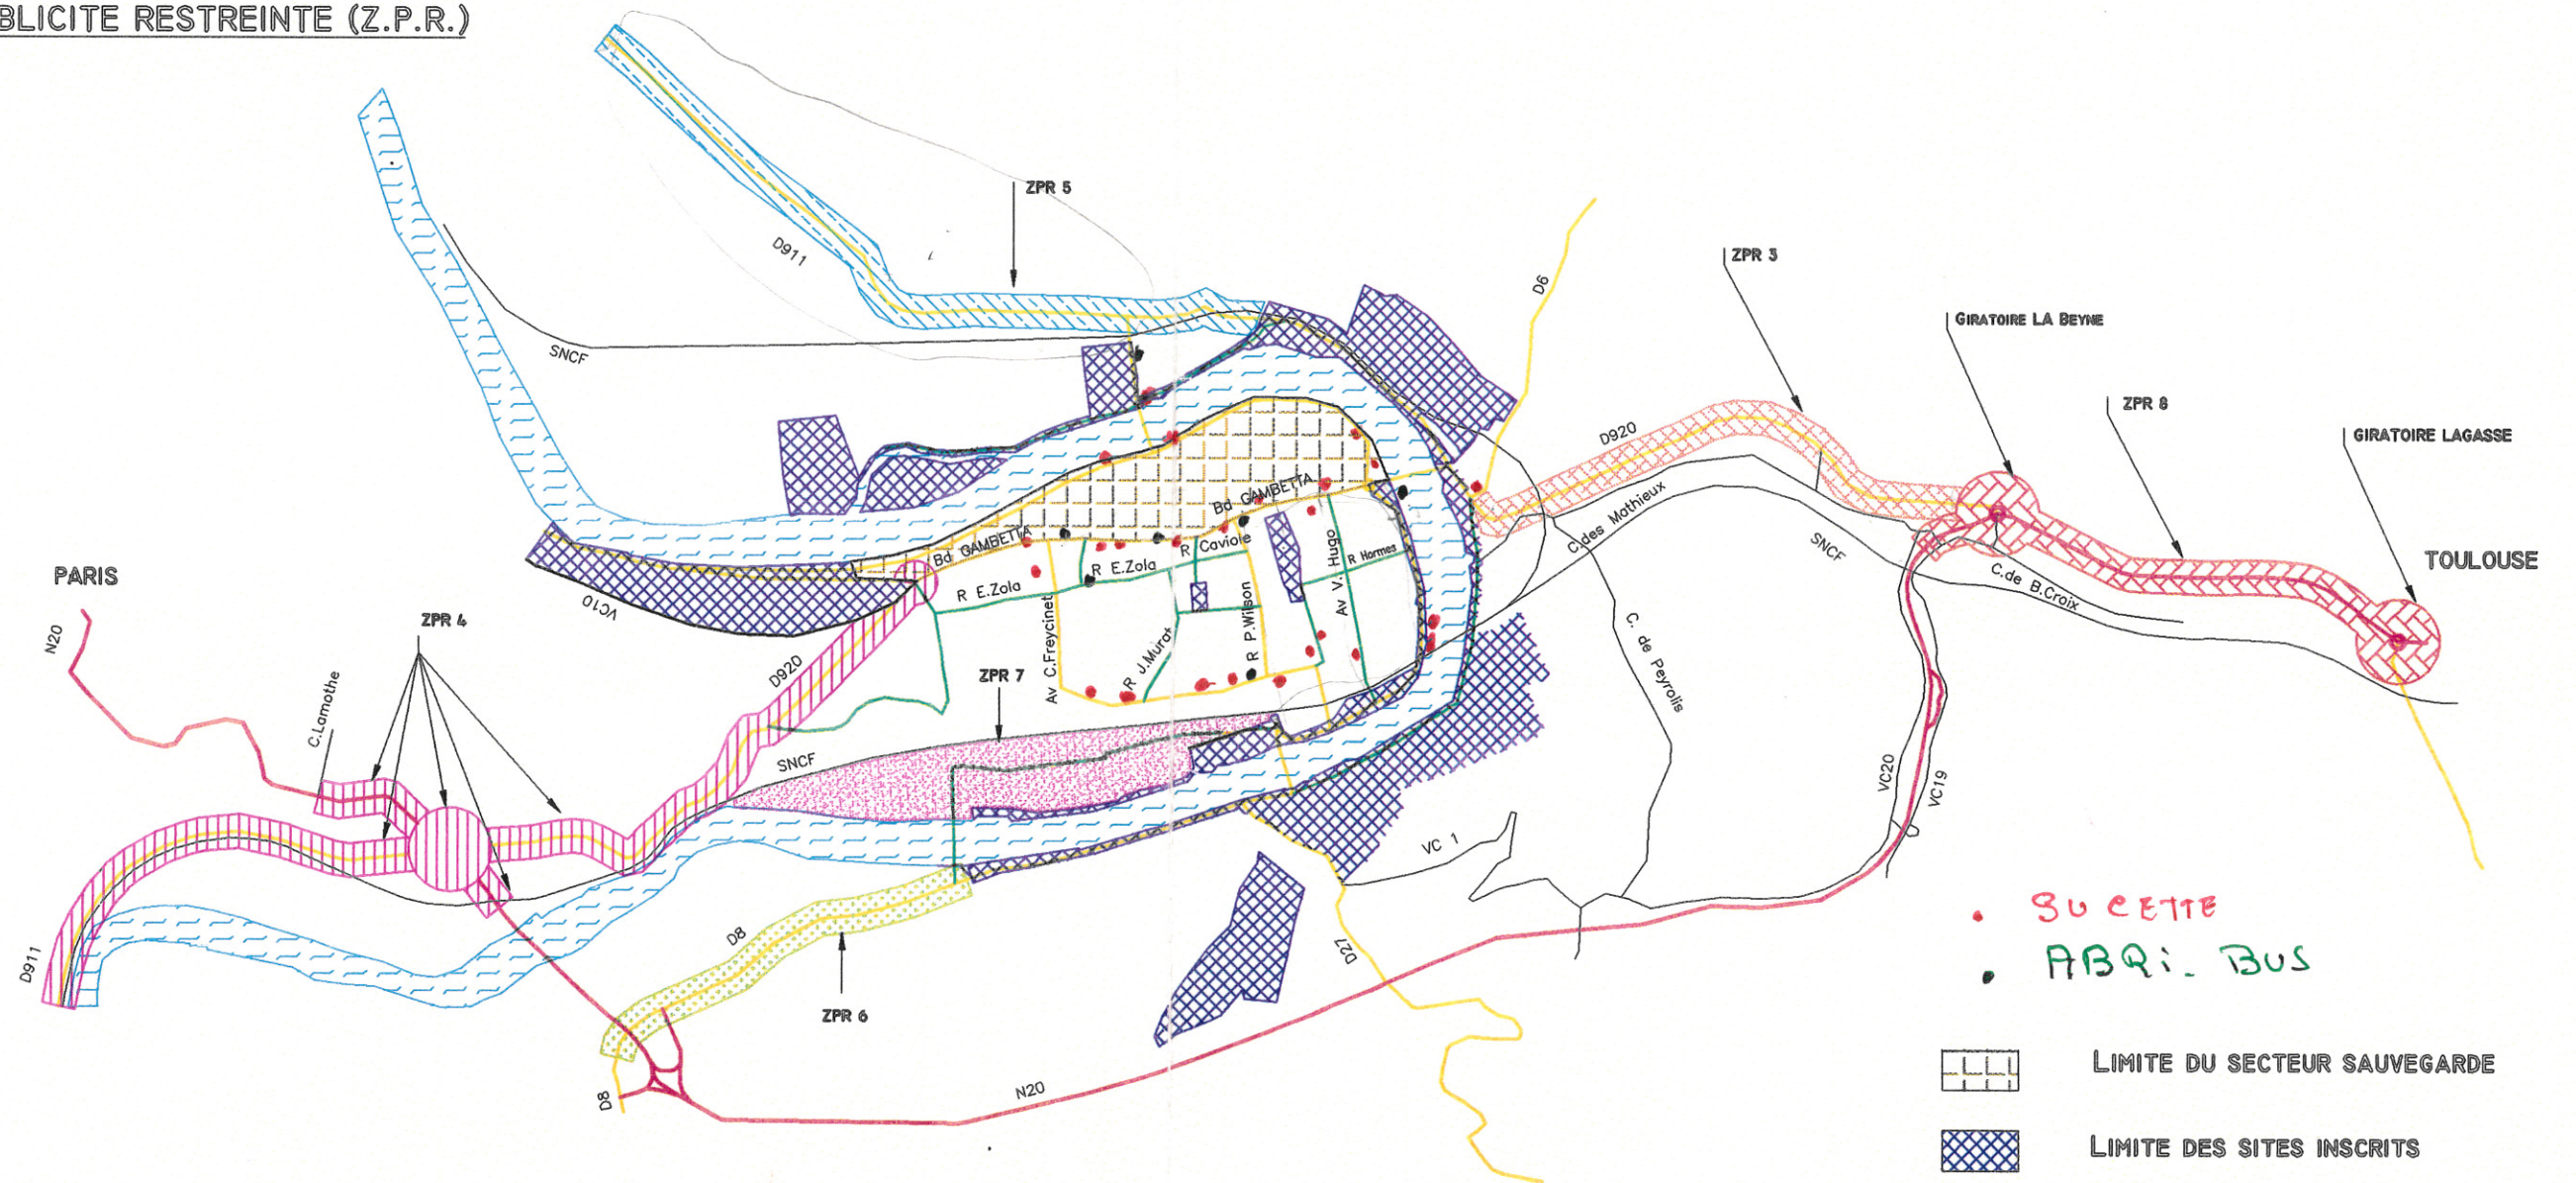 BLICITE RESTREINTE (Z.P.R.)
ZPR 5
D911
SNCF
D6
ZPR 3
GIRATOIRE LA BEYNE
ZPR 8
GIRATOIRE LAGASSE
TOULOUSE
D920
C.des Mathieux
SNCF
C.de B.Croix
C. de Peyrolis
Bd GAMBETTA
Bd GAMBETTA
R Caviole
R E.Zola
R E.Zola
Av V. Hugo
R Hormes
R P.Wilson
R J.Murat
Av C.Freycinet
VC10
PARIS
N20
ZPR 4
C.Lamothe
D920
ZPR 7
SNCF
D911
D8
ZPR 6
D8
N20
VC 1
D27
VC20
VC19
SUCETTE
ABRi. BUS
LIMITE DU SECTEUR SAUVEGARDE
LIMITE DES SITES INSCRITS